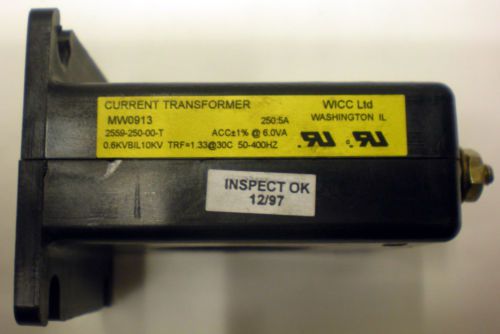 CURRENT TRANSFORMER WICC Ltd
MW0913 250:5A WASHINGTON IL
2559-250-00-T ACC±1% @ 6.0VA
0.6KVBIL10KV TRF=1.33@30C 50-400HZ
INSPECT OK
12/97